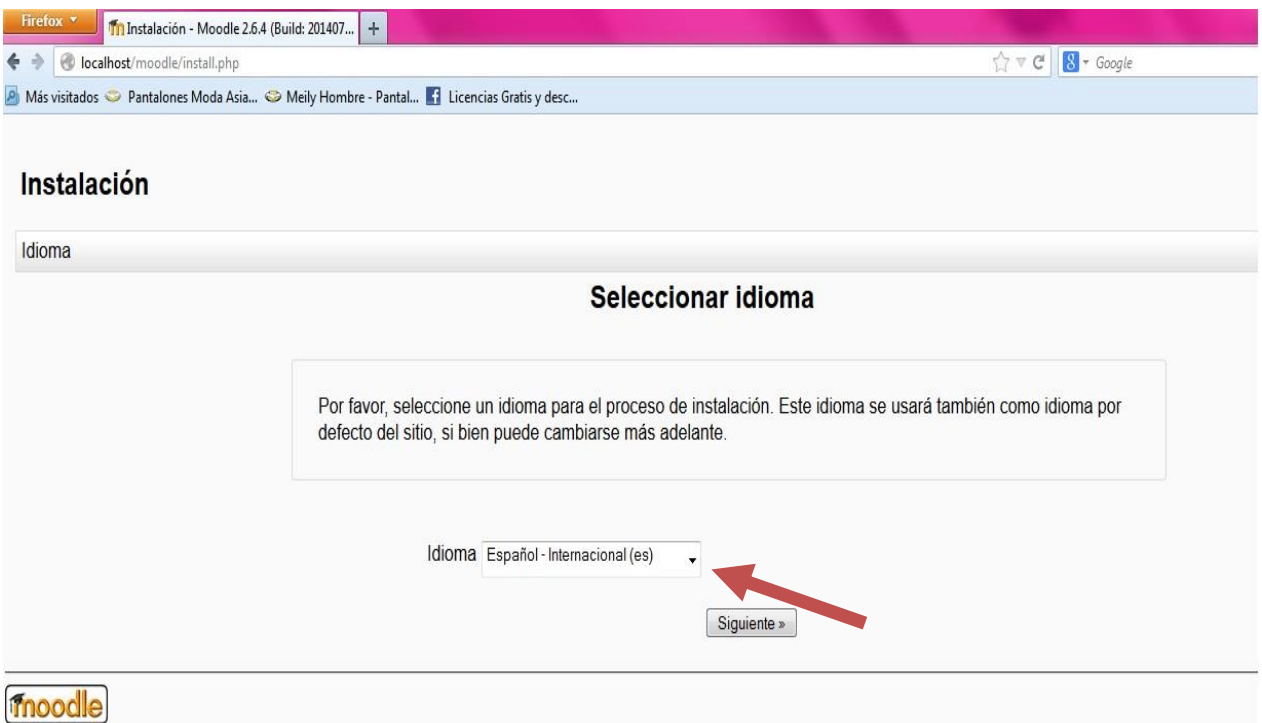 Firefox
Instalación - Moodle 2.6.4 (Build: 201407...
+
localhost/moodle/install.php
8 Google
Más visitados Pantalones Moda Asia... Meily Hombre - Pantal... f Licencias Gratis y desc...
Instalación
Idioma
Seleccionar idioma
Por favor, seleccione un idioma para el proceso de instalación. Este idioma se usará también como idioma por
defecto del sitio, si bien puede cambiarse más adelante.
Idioma Español - Internacional (es)
Siguiente »
moodle